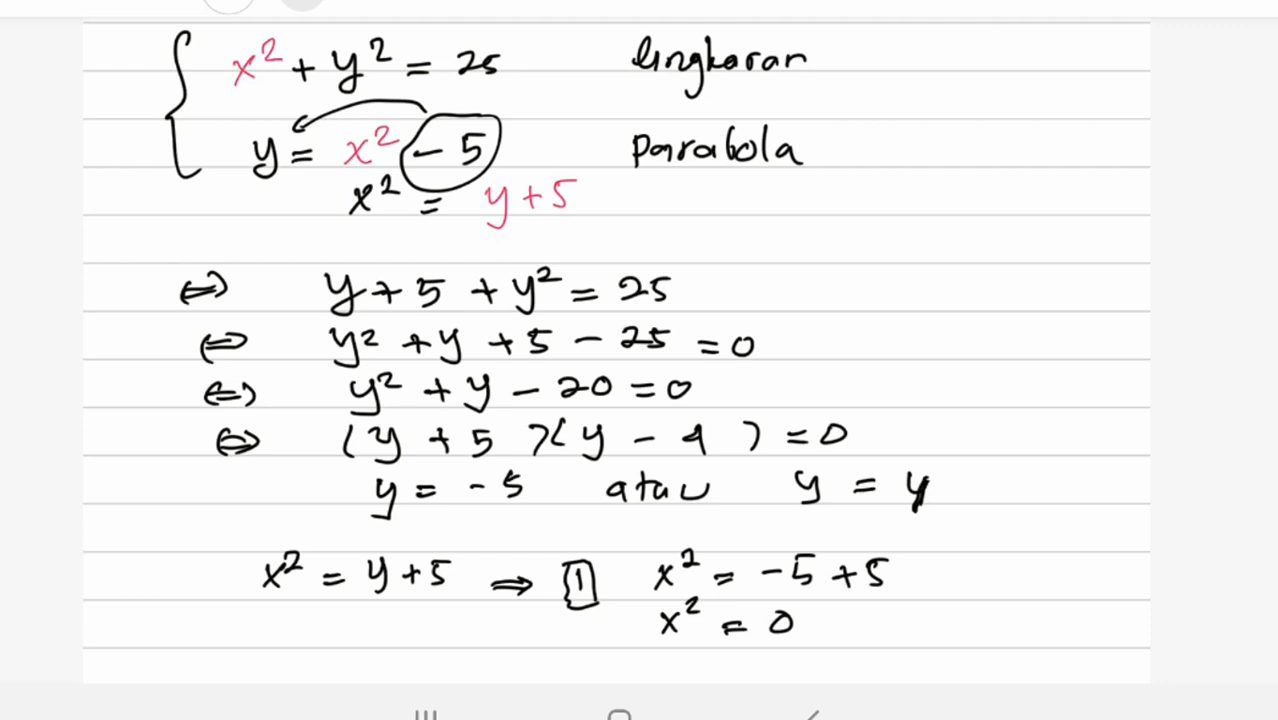 x² + y² = 25 lingkaran
y = x² - 5 parabola
x² = y + 5
⇔ y + 5 + y² = 25
⇔ y² + y + 5 - 25 = 0
⇔ y² + y - 20 = 0
⇔ (y + 5)(y - 4) = 0
y = -5 atau y = 4
x² = y + 5 ⇒ 1 x² = -5 + 5
x² = 0